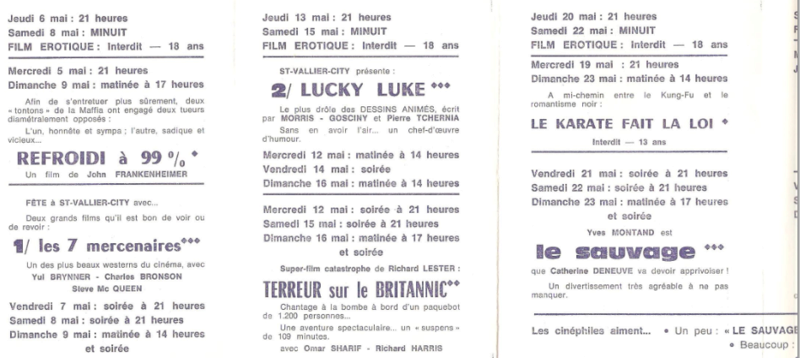 Jeudi 6 mai : 21 heures
Samedi 8 mai : MINUIT
FILM EROTIQUE : Interdit — 18 ans
Mercredi 5 mai : 21 heures
Dimanche 9 mai : matinée à 17 heures
Afin de s'entretuer plus sûrement, deux
« tontons » de la Maffia ont engagé deux tueurs
diamétralement opposés :
L'un, honnête et sympa ; l'autre, sadique et
vicieux...
REFROIDI à 99 % *
Un film de John FRANKENHEIMER
FÊTE à ST-VALLIER-CITY avec...
Deux grands films qu'il est bon de voir ou
de revoir :
1/ les 7 mercenaires***
Un des plus beaux westerns du cinéma, avec
Yul BRYNNER - Charles BRONSON
Steve Mc QUEEN
Vendredi 7 mai : soirée à 21 heures
Samedi 8 mai : soirée à 21 heures
Dimanche 9 mai : matinée à 14 heures
et soirée
Jeudi 13 mai : 21 heures
Samedi 15 mai : MINUIT
FILM EROTIQUE : Interdit — 18 ans
ST-VALLIER-CITY présente :
2/ LUCKY LUKE ***
Le plus drôle des DESSINS ANIMÉS, écrit
par MORRIS - GOSCINY et Pierre TCHERNIA
Sans en avoir l'air... un chef-d'œuvre
d'humour.
Mercredi 12 mai : matinée à 14 heures
Vendredi 14 mai : soirée
Dimanche 16 mai : matinée à 14 heures
Mercredi 12 mai : soirée à 21 heures
Samedi 15 mai : soirée à 21 heures
Dimanche 16 mai : matinée à 17 heures
et soirée
Super-film catastrophe de Richard LESTER :
TERREUR sur le BRITANNIC**
Chantage à la bombe à bord d'un paquebot
de 1.200 personnes...
Une aventure spectaculaire... un « suspens »
de 109 minutes.
avec Omar SHARIF - Richard HARRIS
Jeudi 20 mai : 21 heures
Samedi 22 mai : MINUIT
FILM EROTIQUE : Interdit — 18 ans
Mercredi 19 mai : 21 heures
Dimanche 23 mai : matinée à 14 heures
A mi-chemin entre le Kung-Fu et le
romantisme noir :
LE KARATE FAIT LA LOI *
Interdit — 13 ans
Vendredi 21 mai : soirée à 21 heures
Samedi 22 mai : soirée à 21 heures
Dimanche 23 mai : matinée à 17 heures
et soirée
Yves MONTAND est
le sauvage ***
que Catherine DENEUVE va devoir apprivoiser !
Un divertissement très agréable à ne pas
manquer.
Les cinéphiles aiment... • Un peu : « LE SAUVAGE
• Beaucoup :